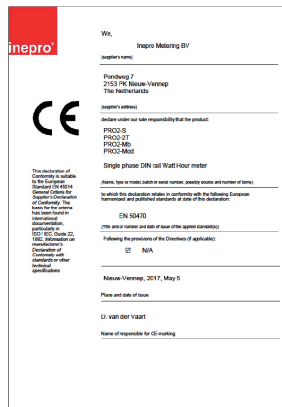 inepro®
We,
Inepro Metering BV
(supplier's name)
Pondweg 7
2153 PK Nieuw-Vennep
The Netherlands
(supplier's address)
declare under our sole responsibility that the product:
PRO2-S
PRO2-2T
PRO2-Mb
PRO2-Mod
Single phase DIN rail Watt Hour meter
(Name, type or model, batch or serial number, possibly source and number of items)
to which this declaration relates in conformity with the following European
harmonized and published standards at date of this declaration:
EN 50470
(Title and or number and date of issue of the applied standard(s))
Following the provisions of the Directives (if applicable):
☑ N/A
Nieuw-Vennep, 2017, May 5
Place and date of issue
D. van der Vaart
Name of responsible for CE-marking
CE
This declaration of
Conformity is suitable
to the European
Standard EN 45014
General Criteria for
Supplier's Declaration
of Conformity. The
basis for the criteria
has been found in
international
documentation,
particularly in
ISO / IEC, Guide 22,
1982, Information on
manufacturer's
Declaration of
Conformity with
standards or other
technical
specifications